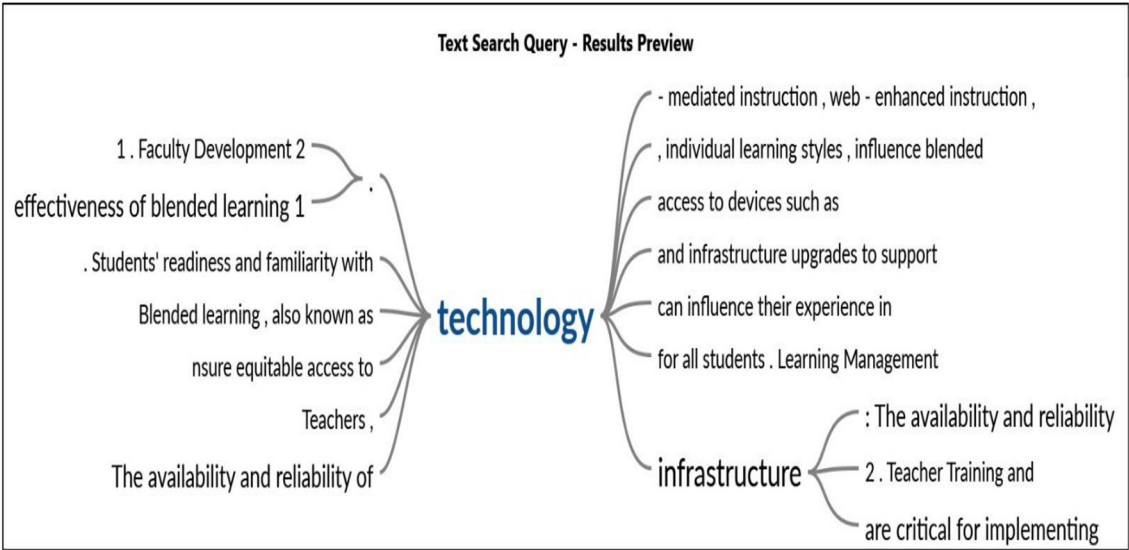 Text Search Query - Results Preview
1 . Faculty Development 2
effectiveness of blended learning 1
.
. Students' readiness and familiarity with
Blended learning , also known as
nsure equitable access to
Teachers ,
The availability and reliability of
technology
- mediated instruction , web - enhanced instruction ,
, individual learning styles , influence blended
access to devices such as
and infrastructure upgrades to support
can influence their experience in
for all students . Learning Management
infrastructure
: The availability and reliability
2 . Teacher Training and
are critical for implementing